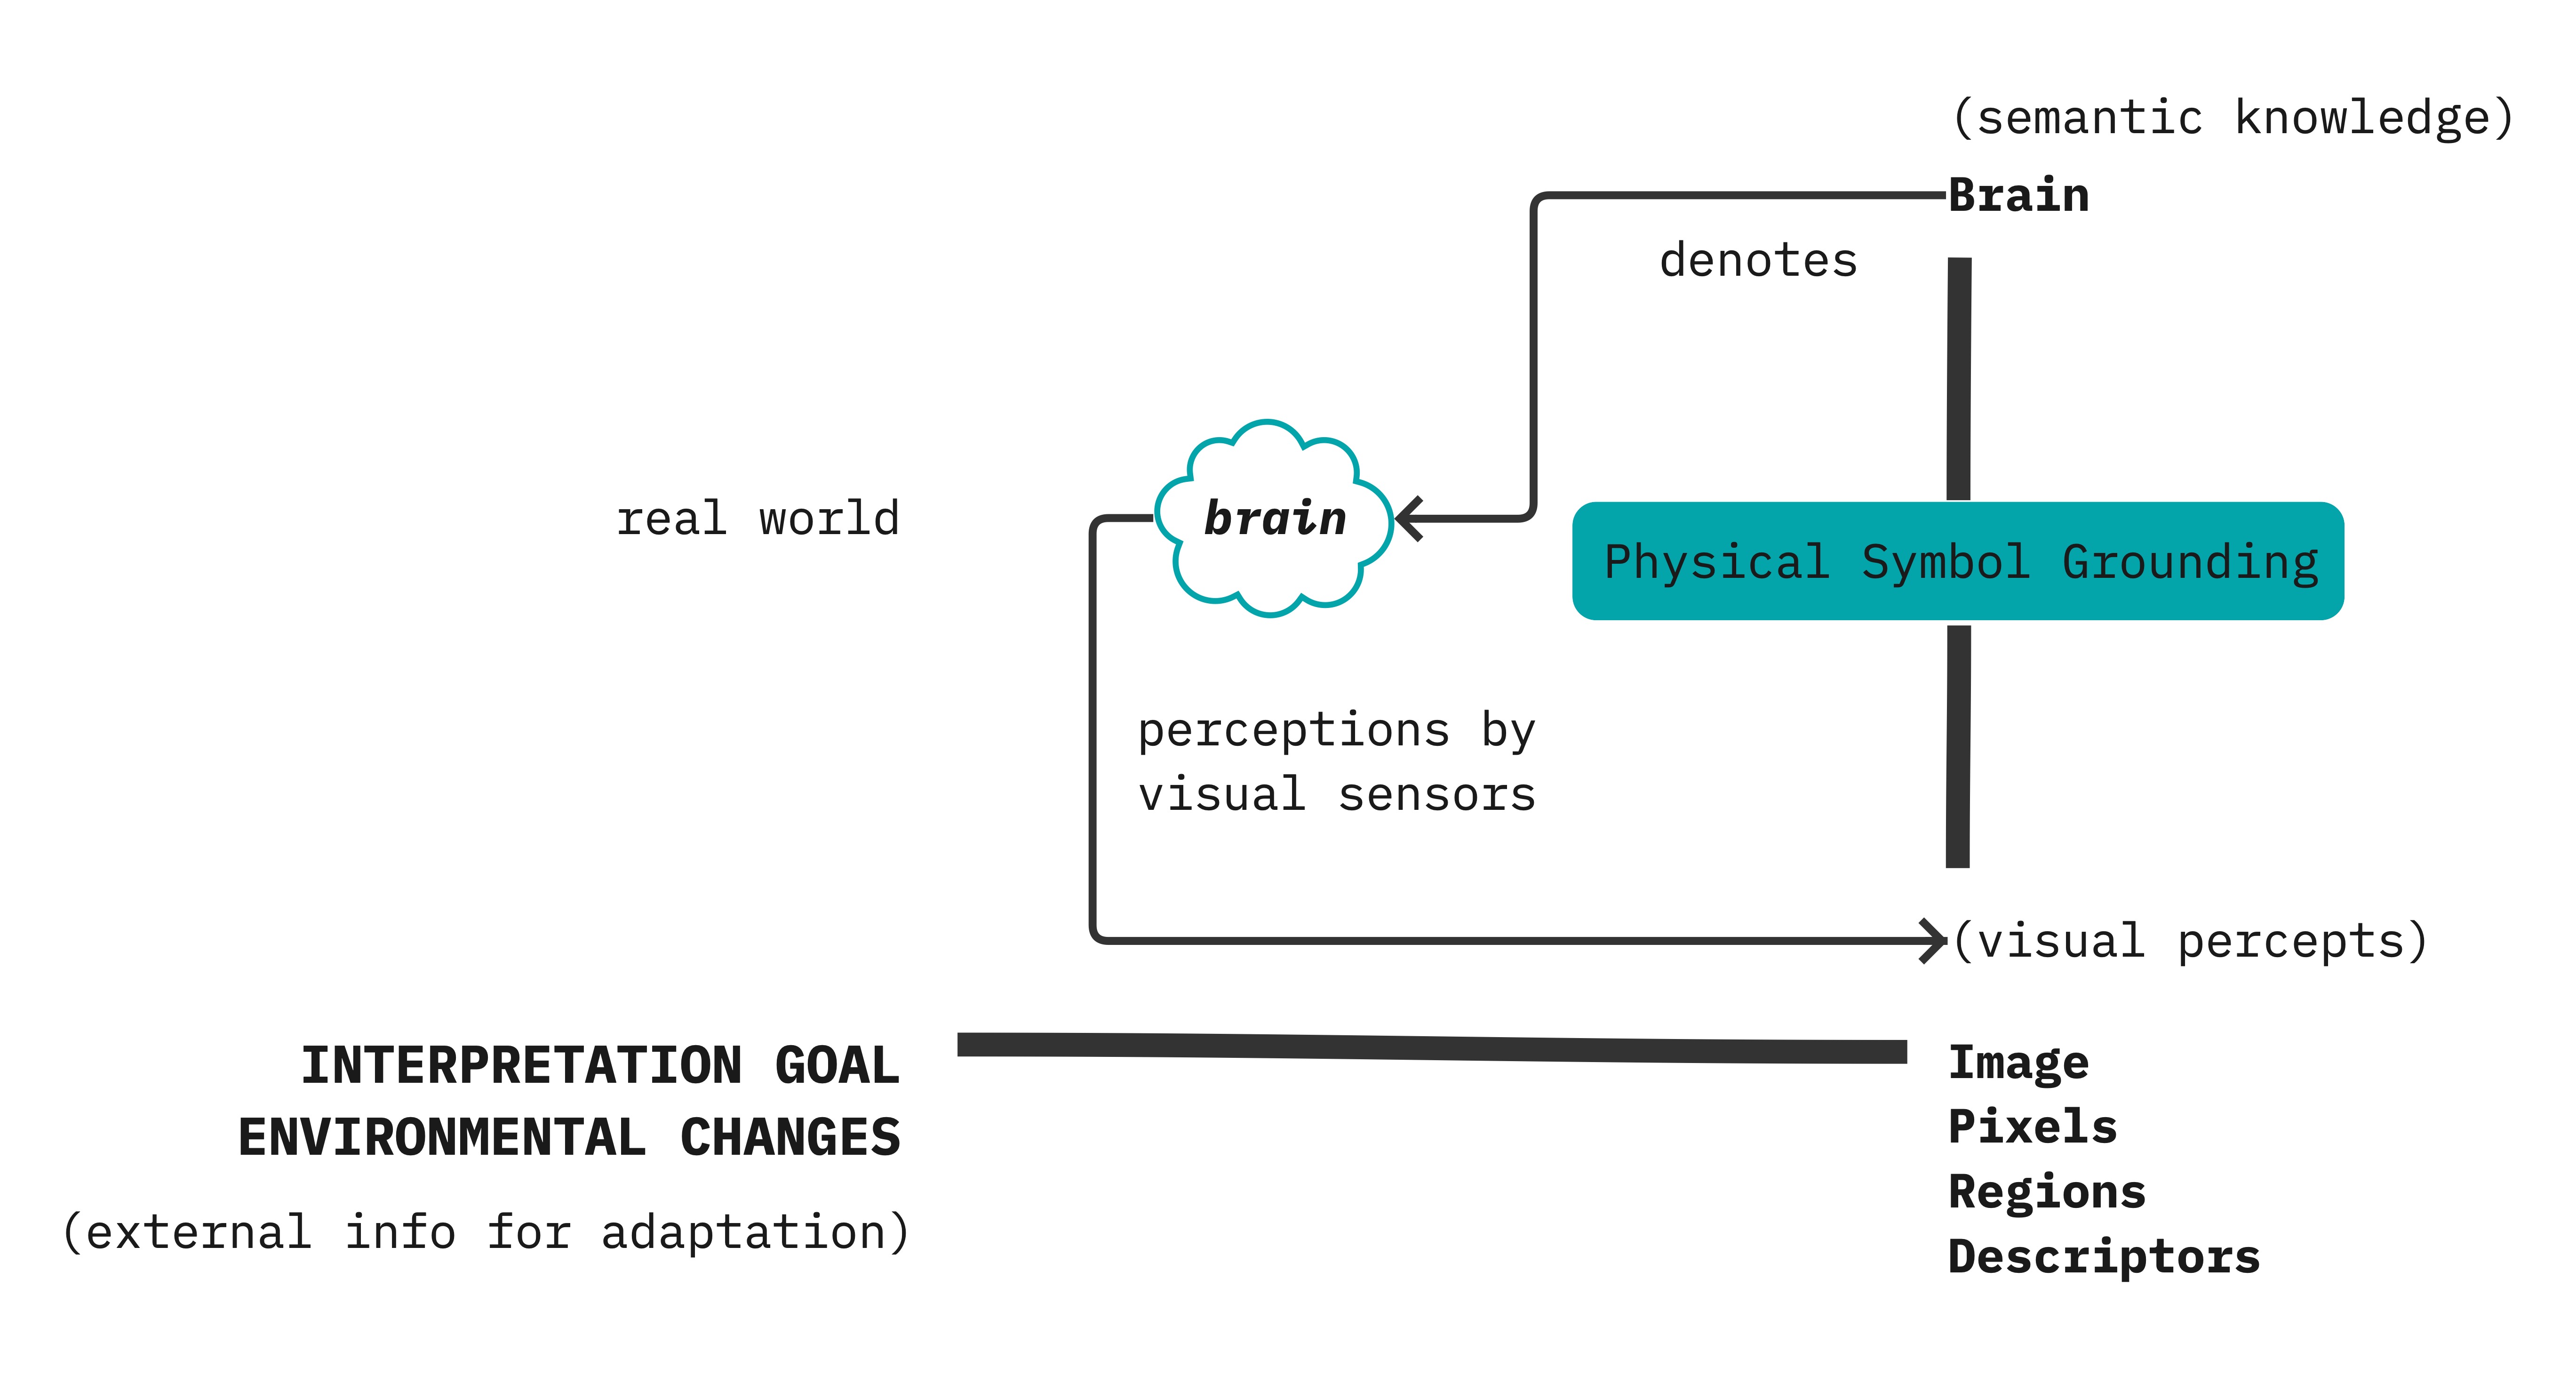 (semantic knowledge)
Brain
denotes
real world
brain
Physical Symbol Grounding
perceptions by
visual sensors
(visual percepts)
INTERPRETATION GOAL
ENVIRONMENTAL CHANGES
(external info for adaptation)
Image
Pixels
Regions
Descriptors